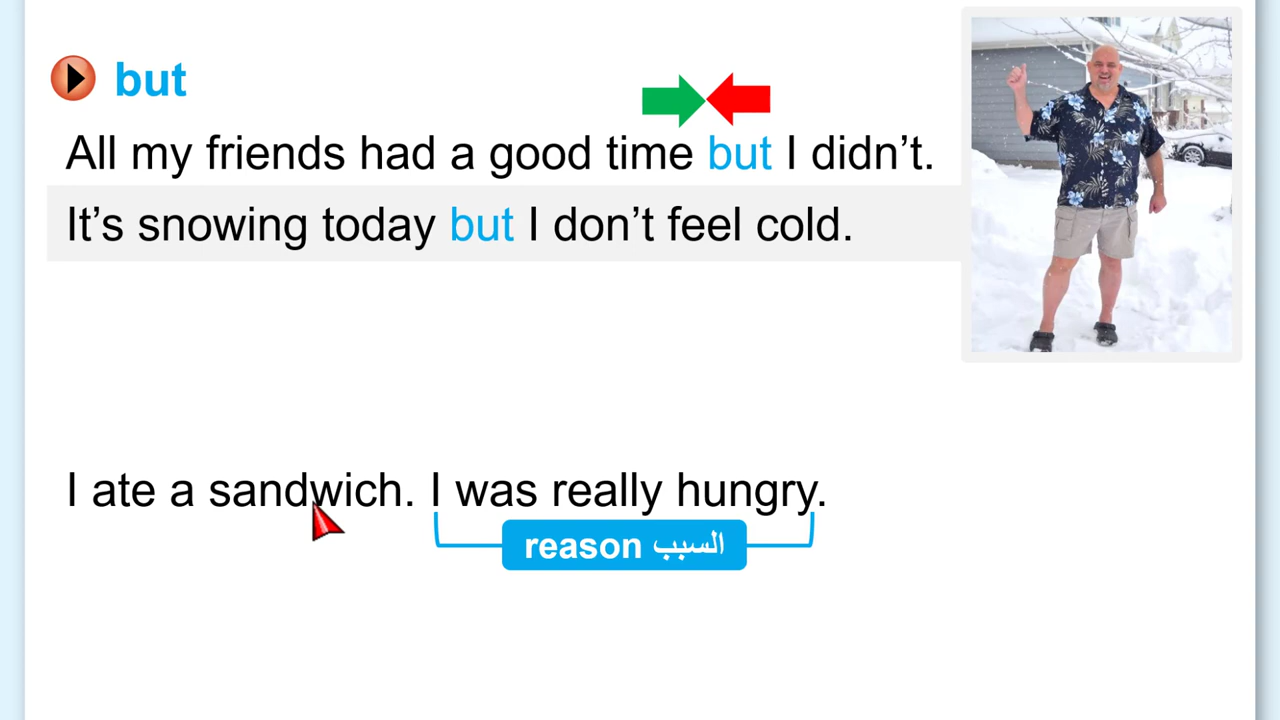 but
All my friends had a good time but I didn’t.
It’s snowing today but I don’t feel cold.
I ate a sandwich. I was really hungry.
reason السبب